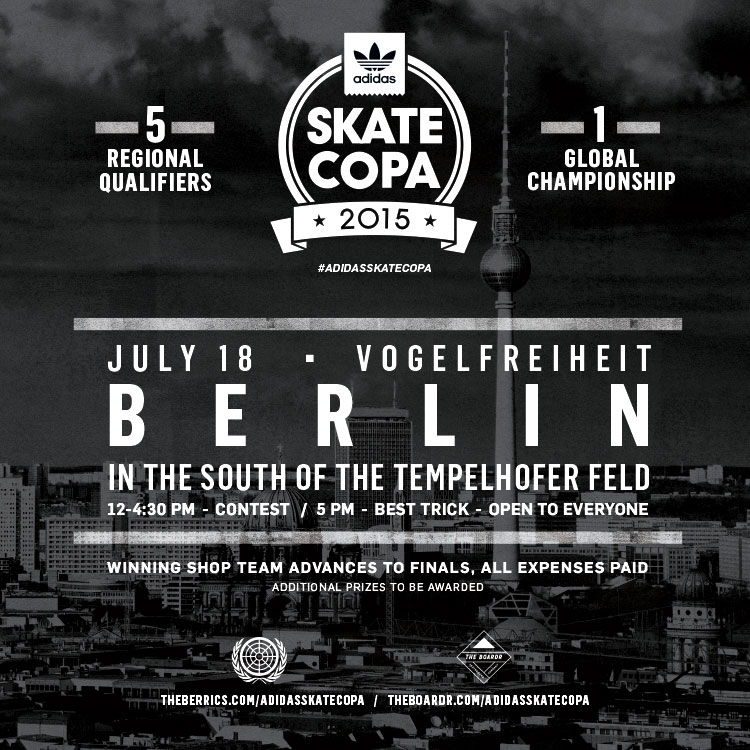 adidas
SKATE
COPA
2015
#ADIDASSKATECOPA
5
REGIONAL
QUALIFIERS
1
GLOBAL
CHAMPIONSHIP
JULY 18 ▪ VOGELFREIHEIT
BERLIN
IN THE SOUTH OF THE TEMPELHOFER FELD
12-4:30 PM - CONTEST / 5 PM - BEST TRICK - OPEN TO EVERYONE
WINNING SHOP TEAM ADVANCES TO FINALS, ALL EXPENSES PAID
ADDITIONAL PRIZES TO BE AWARDED
THE BOARDR
THEBERRICS.COM/ADIDASSKATECOPA / THEBOARDR.COM/ADIDASSKATECOPA